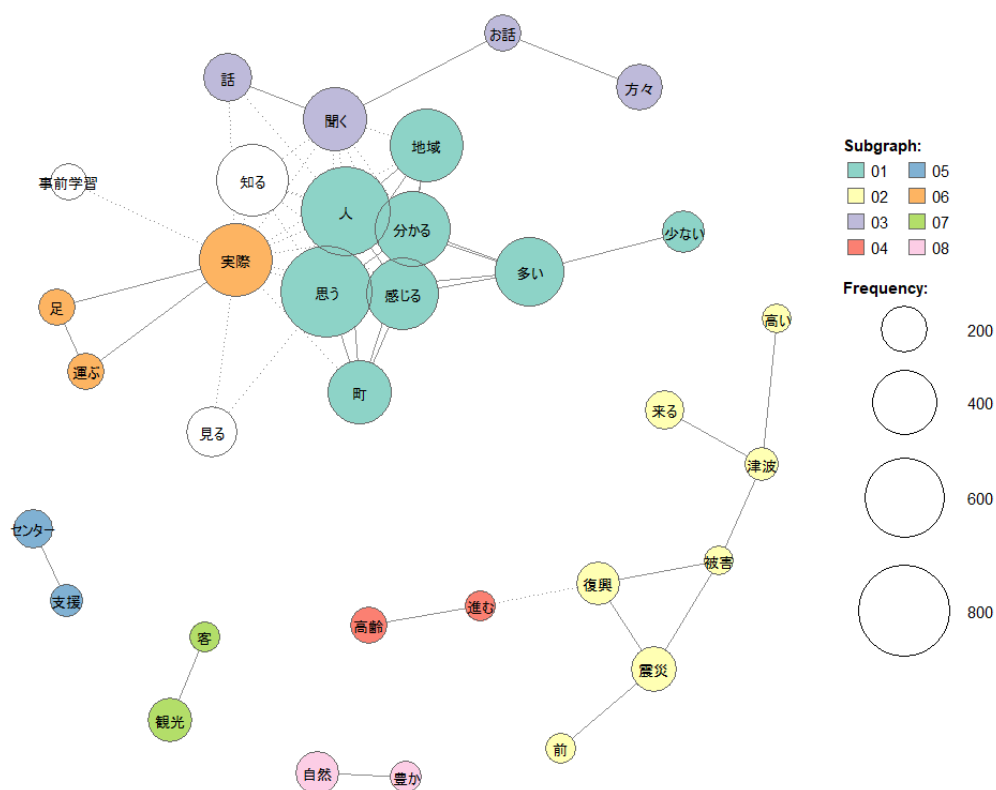 お話
話
方々
聞く
地域
知る
事前学習
人
分かる
少ない
実際
多い
思う
感じる
足
高い
運ぶ
町
来る
見る
津波
センター
被害
復興
支援
進む
高齢
客
震災
観光
前
自然
豊か
Subgraph:
01 05
02 06
03 07
04 08
Frequency:
200
400
600
800